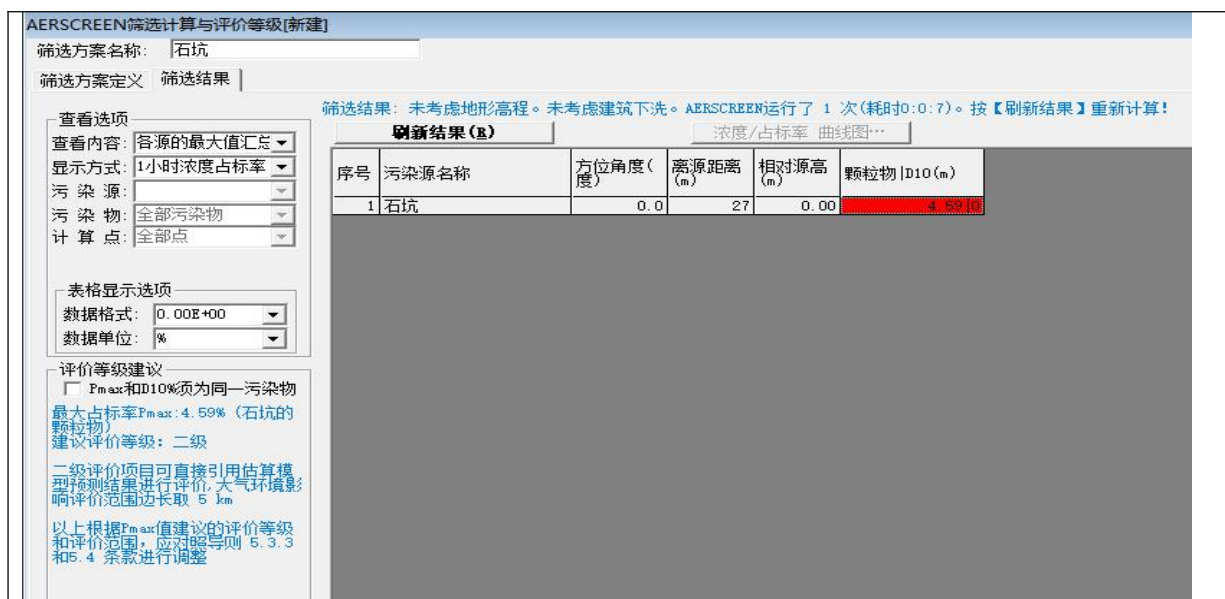 AERSCREEN筛选计算与评价等级[新建]
筛选方案名称: 石坑
筛选方案定义 筛选结果
筛选结果: 未考虑地形高程。未考虑建筑下洗。AERSCREEN运行了 1 次(耗时0:0:7)。按【刷新结果】重新计算!
刷新结果(R) 浓度/占标率 曲线图…
查看选项
查看内容: 各源的最大值汇总
显示方式: 1小时浓度占标率
污 染 源:
污 染 物: 全部污染物
计 算 点: 全部点
序号 污染源名称 方位角度(度) 离源距离(m) 相对源高(m) 颗粒物|D10(m)
1 石坑 0.0 27 0.00 4.59|0
表格显示选项
数据格式: 0.00E+00
数据单位: %
评价等级建议
Pmax和D10%须为同一污染物
最大占标率Pmax:4.59% (石坑的
颗粒物)
建议评价等级: 二级
二级评价项目可直接引用估算模
型预测结果进行评价,大气环境影
响评价范围边长取 5 km
以上根据Pmax值建议的评价等级
和评价范围,应对照导则 5.3.3
和5.4 条款进行调整